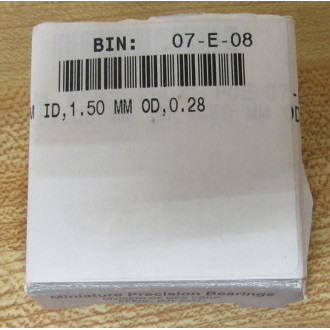 BIN: 07-E-08
ID,1.50 MM OD,0.28
Miniature Precision Bearings